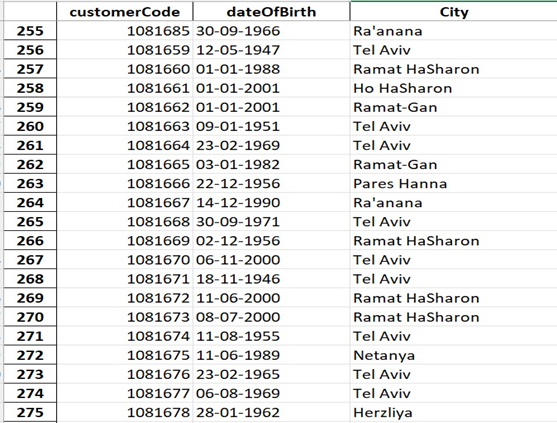 customerCode dateOfBirth City
255 1081685 30-09-1966 Ra'anana
256 1081659 12-05-1947 Tel Aviv
257 1081660 01-01-1988 Ramat HaSharon
258 1081661 01-01-2001 Ho HaSharon
259 1081662 01-01-2001 Ramat-Gan
260 1081663 09-01-1951 Tel Aviv
261 1081664 23-02-1969 Tel Aviv
262 1081665 03-01-1982 Ramat-Gan
263 1081666 22-12-1956 Pares Hanna
264 1081667 14-12-1990 Ra'anana
265 1081668 30-09-1971 Tel Aviv
266 1081669 02-12-1956 Ramat HaSharon
267 1081670 06-11-2000 Tel Aviv
268 1081671 18-11-1946 Tel Aviv
269 1081672 11-06-2000 Ramat HaSharon
270 1081673 08-07-2000 Ramat HaSharon
271 1081674 11-08-1955 Tel Aviv
272 1081675 11-06-1989 Netanya
273 1081676 23-02-1965 Tel Aviv
274 1081677 06-08-1969 Tel Aviv
275 1081678 28-01-1962 Herzliya